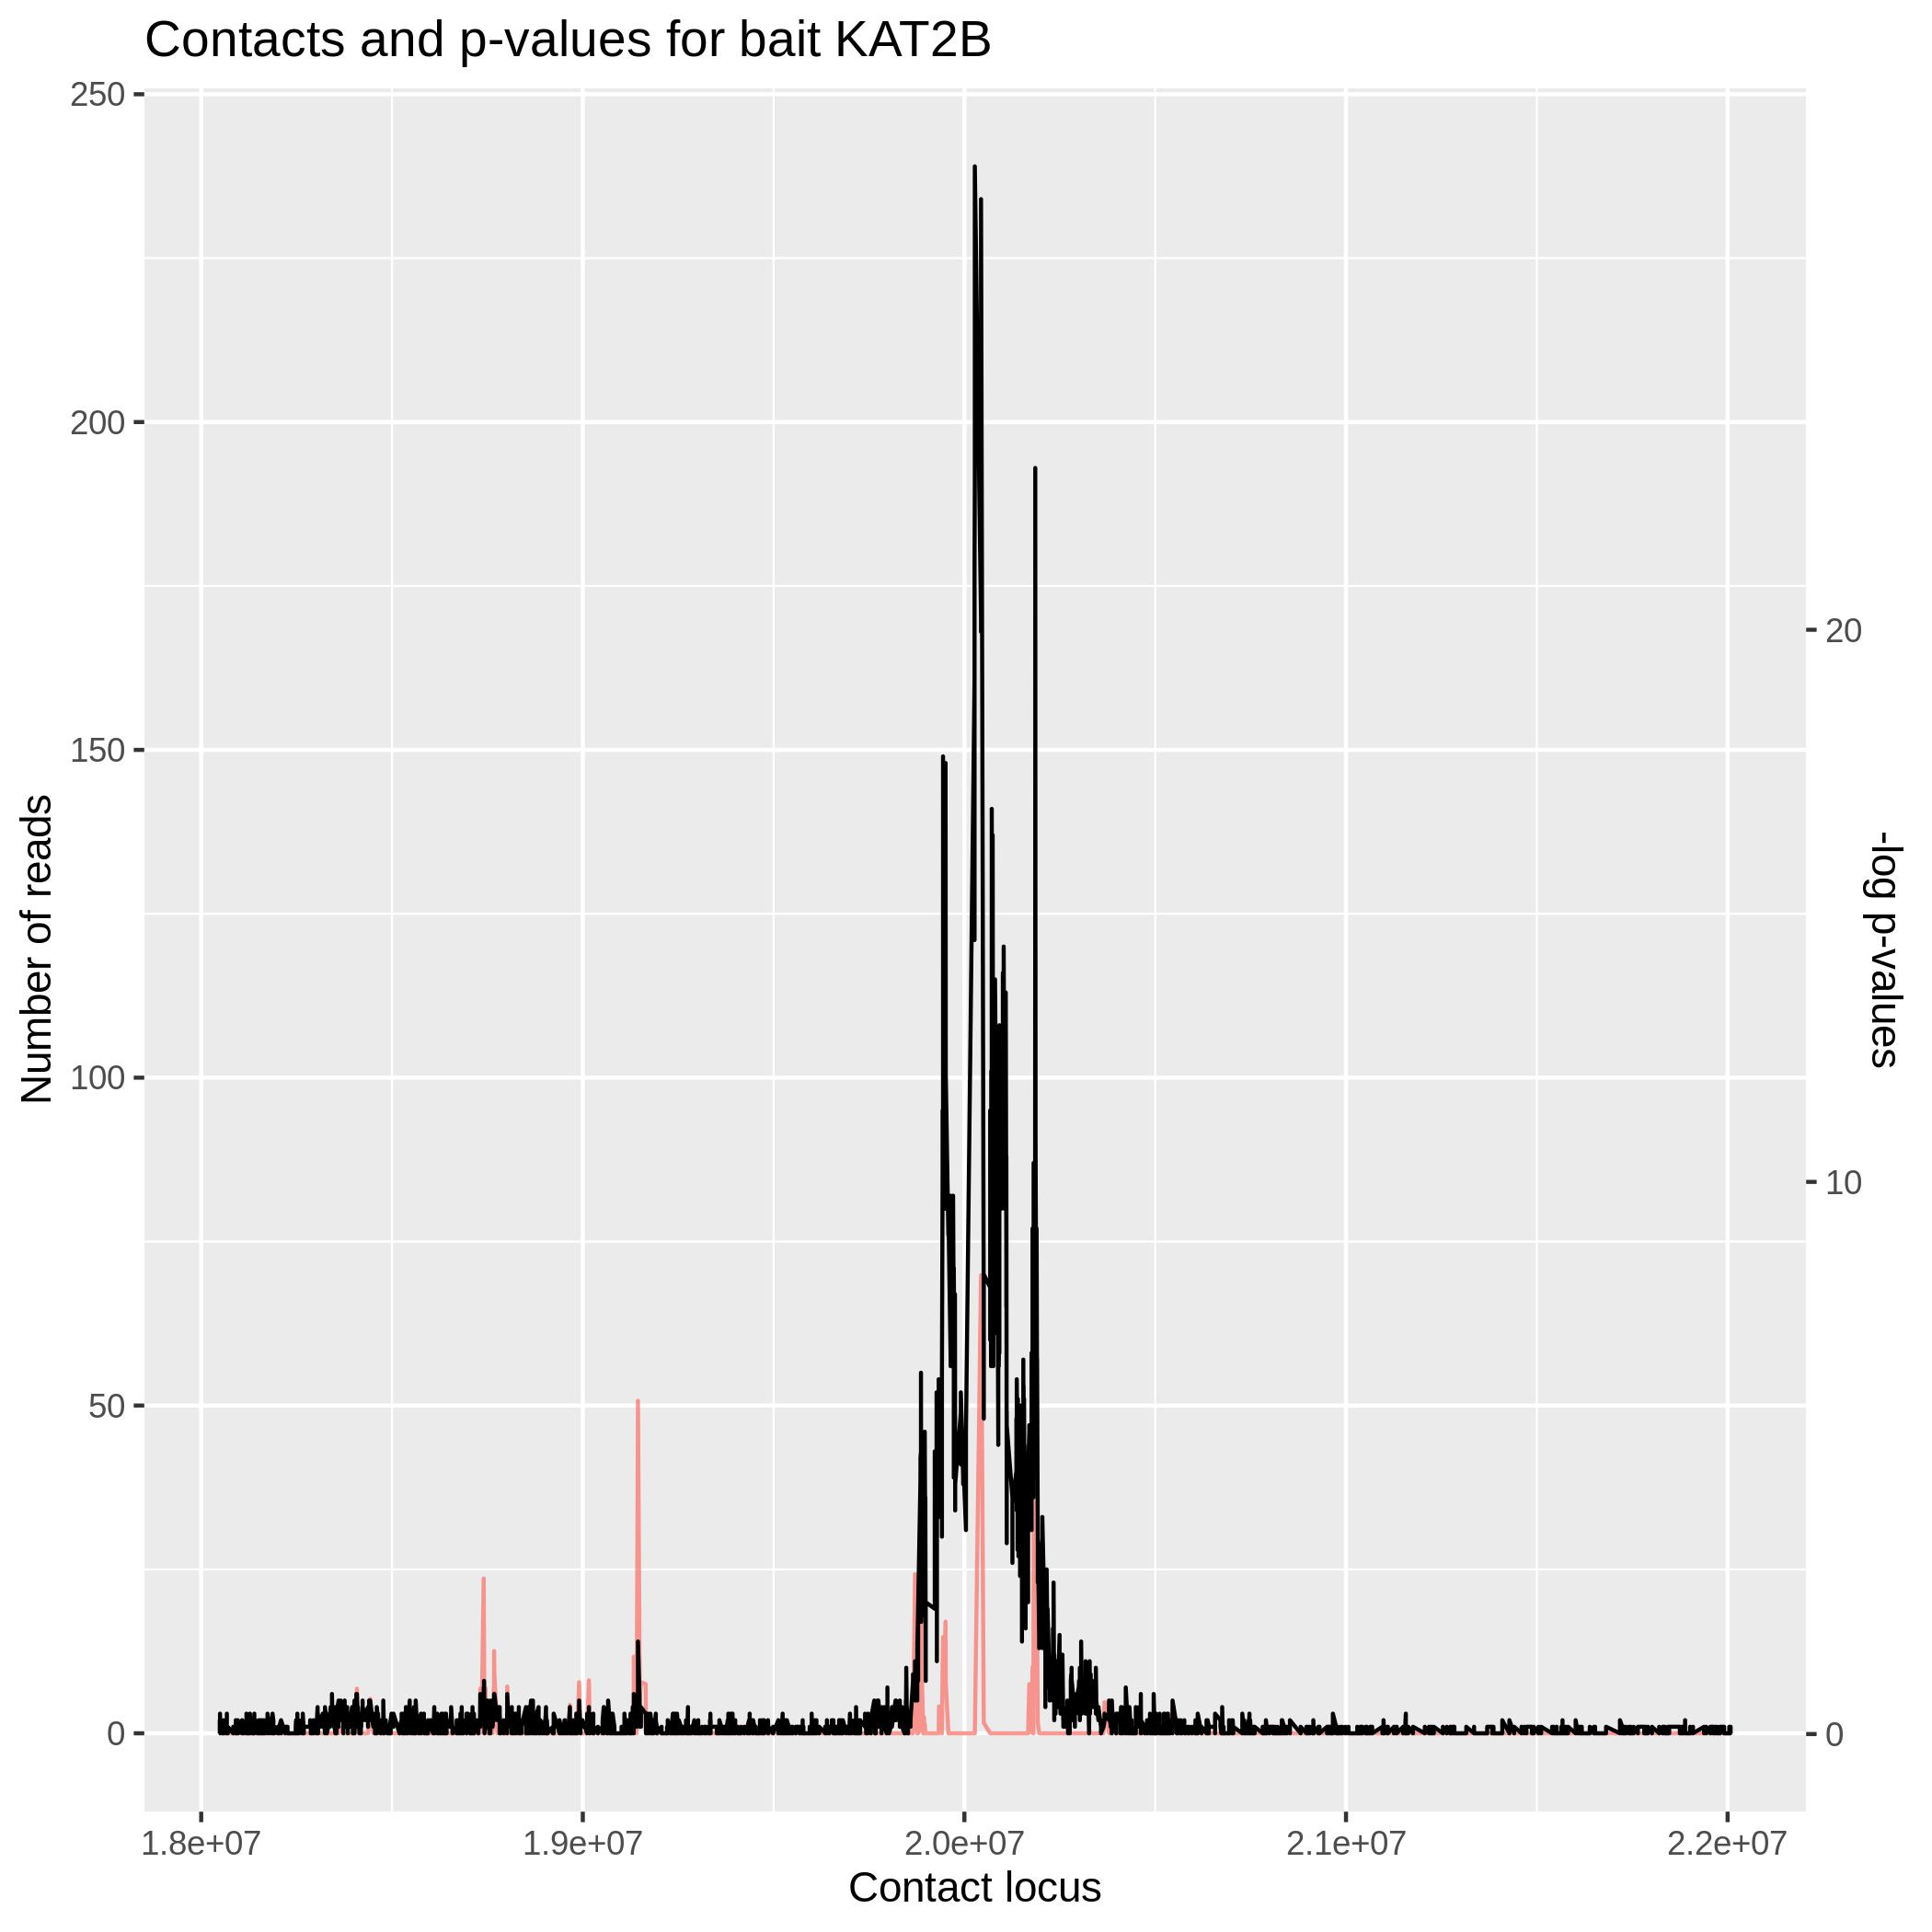 Contacts and p-values for bait KAT2B
250
200
150
100
50
0
Number of reads
20
10
0
-log p-values
1.8e+07 1.9e+07 2.0e+07 2.1e+07 2.2e+07
Contact locus